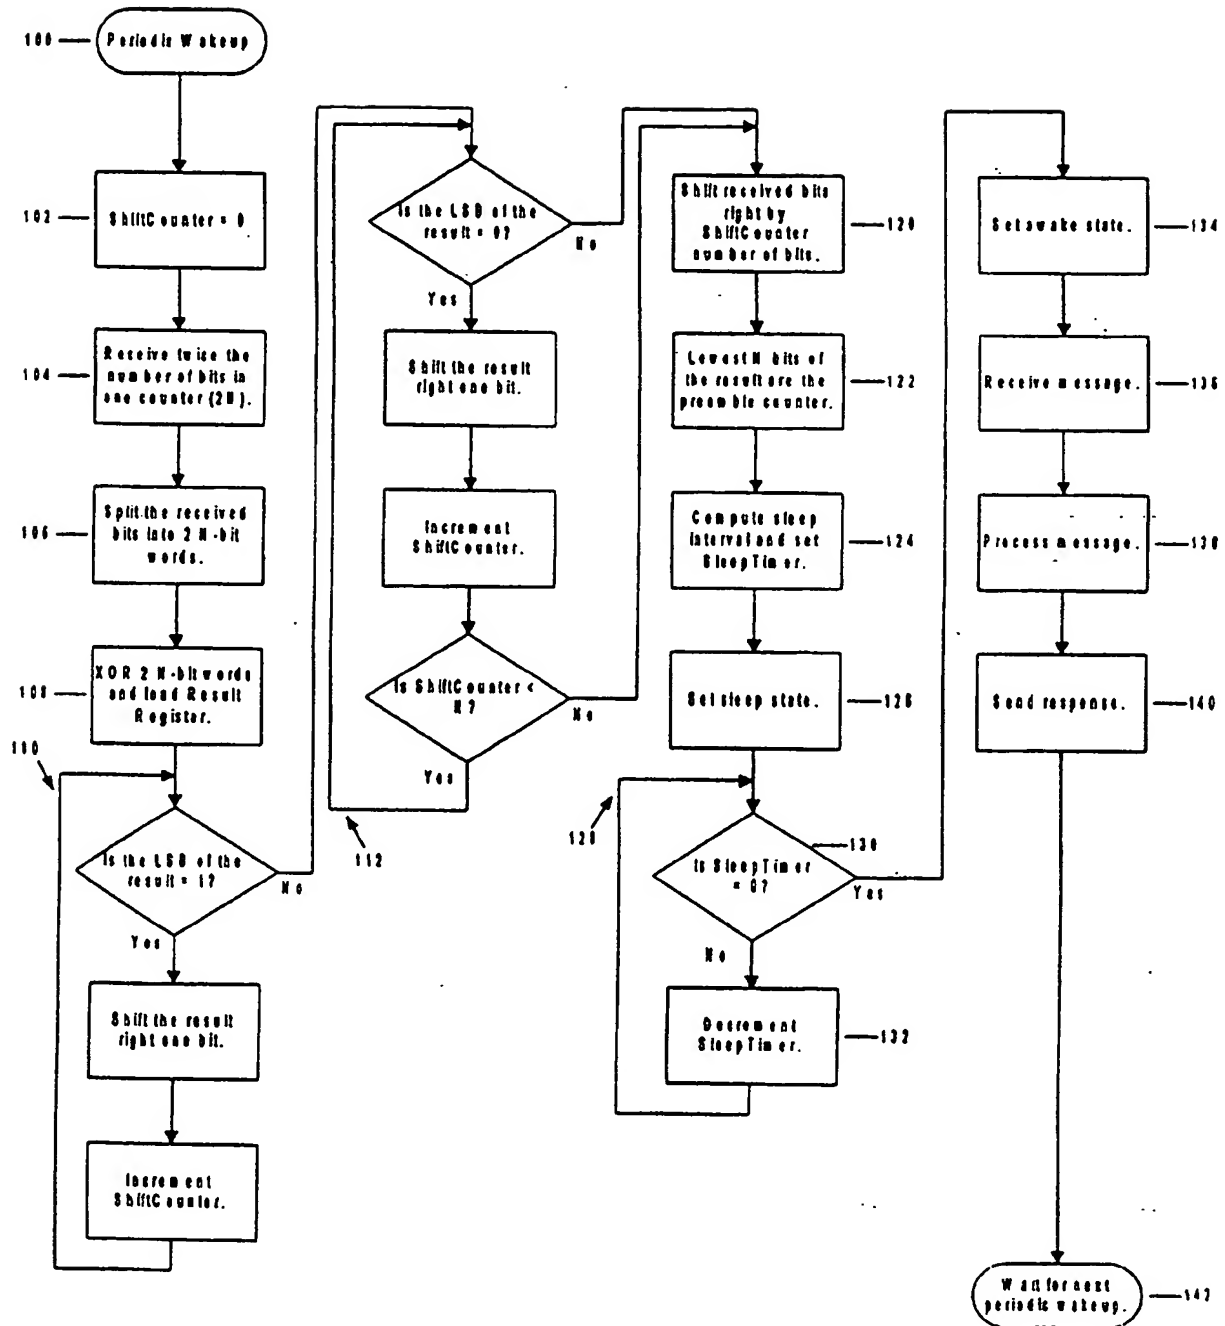 100
Periodic Wakeup
102
ShiftCounter = 0
104
Receive twice the
number of bits in
one counter (2N).
106
Split the received
bits into 2 N-bit
words.
108
XOR 2 N-bit words
and load Result
Register.
110
Is the LSB of the
result = 1?
No
Yes
Shift the result
right one bit.
Increment
ShiftCounter.
Is the LSB of the
result = 0?
No
Yes
Shift the result
right one bit.
Increment
ShiftCounter.
Is ShiftCounter <
N?
No
Yes
112
Shift received bits
right by
ShiftCounter
number of bits.
120
Lowest N bits of
the result are the
preamble counter.
122
Compute sleep
interval and set
SleepTimer.
124
Set sleep state.
126
128
130
Is SleepTimer
= 0?
Yes
No
Decrement
SleepTimer.
132
Set awake state.
134
Receive message.
136
Process message.
138
Send response.
140
Wait for next
periodic wakeup.
142